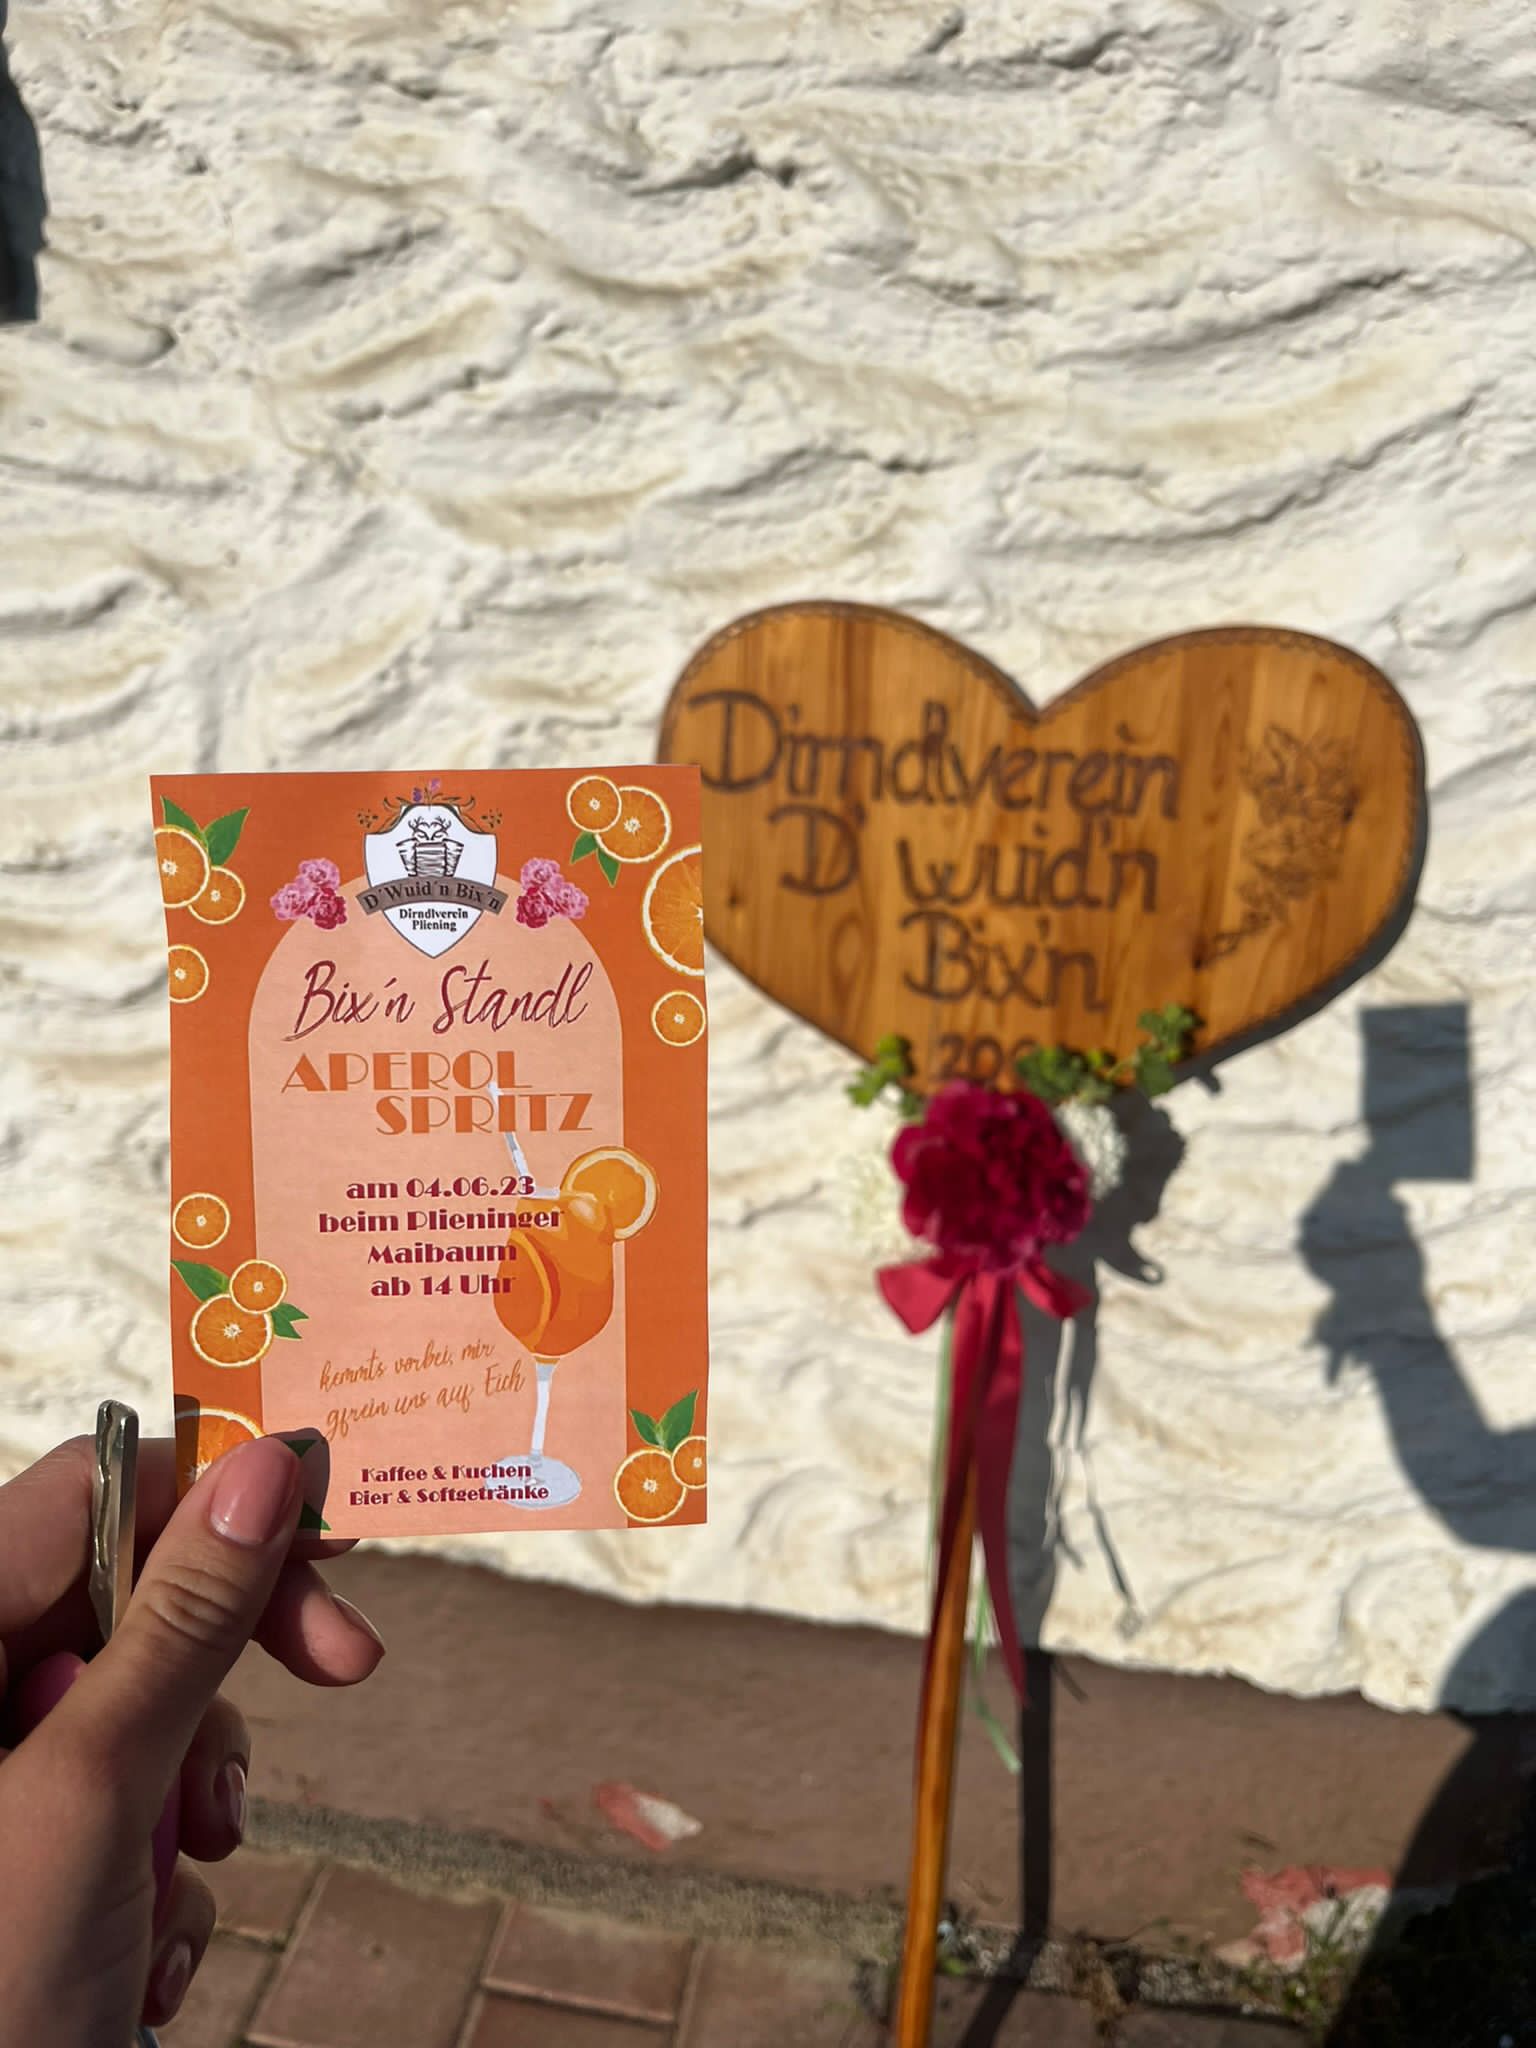 D´Wuid´n Bix´n
Dirndlverein
Pliening
Bix´n Standl
APEROL
SPRITZ
am 04.06.23
beim Plieninger
Maibaum
ab 14 Uhr
kemmts vorbei, mir
gfrein uns auf Eich
Kaffee & Kuchen
Bier & Softgetränke
Dirndlverein
D' wuid'n
Bix'n